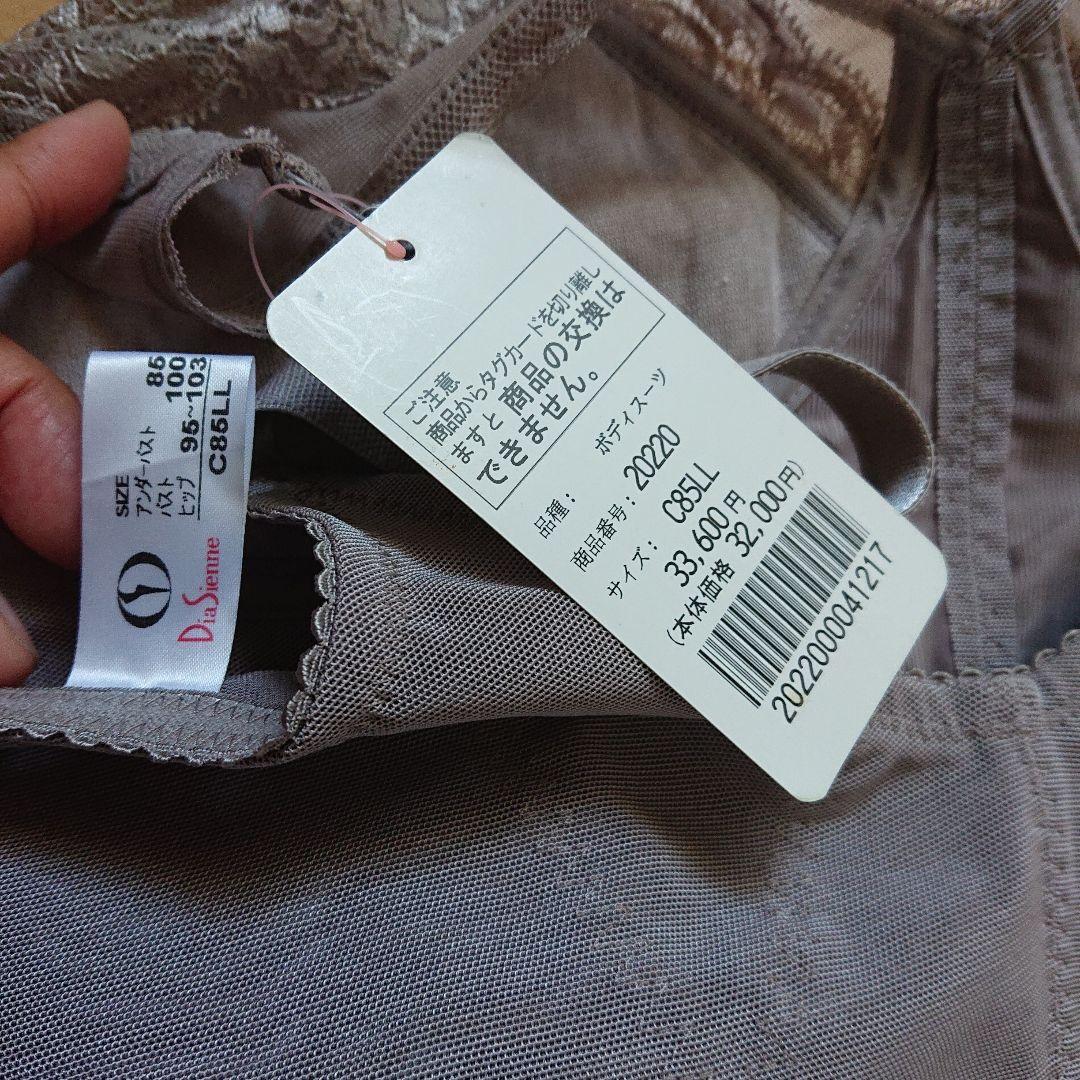 SIZE
アンダーバスト 85
バスト 100
ヒップ 95~103
C85LL
DiaSienne
ご注意
商品からタグカードを切り離し
ますと商品の交換は
できません。
品種: ボディスーツ
商品番号: 20220
サイズ: C85LL
33,600円
(本体価格 32,000円)
2022000041217